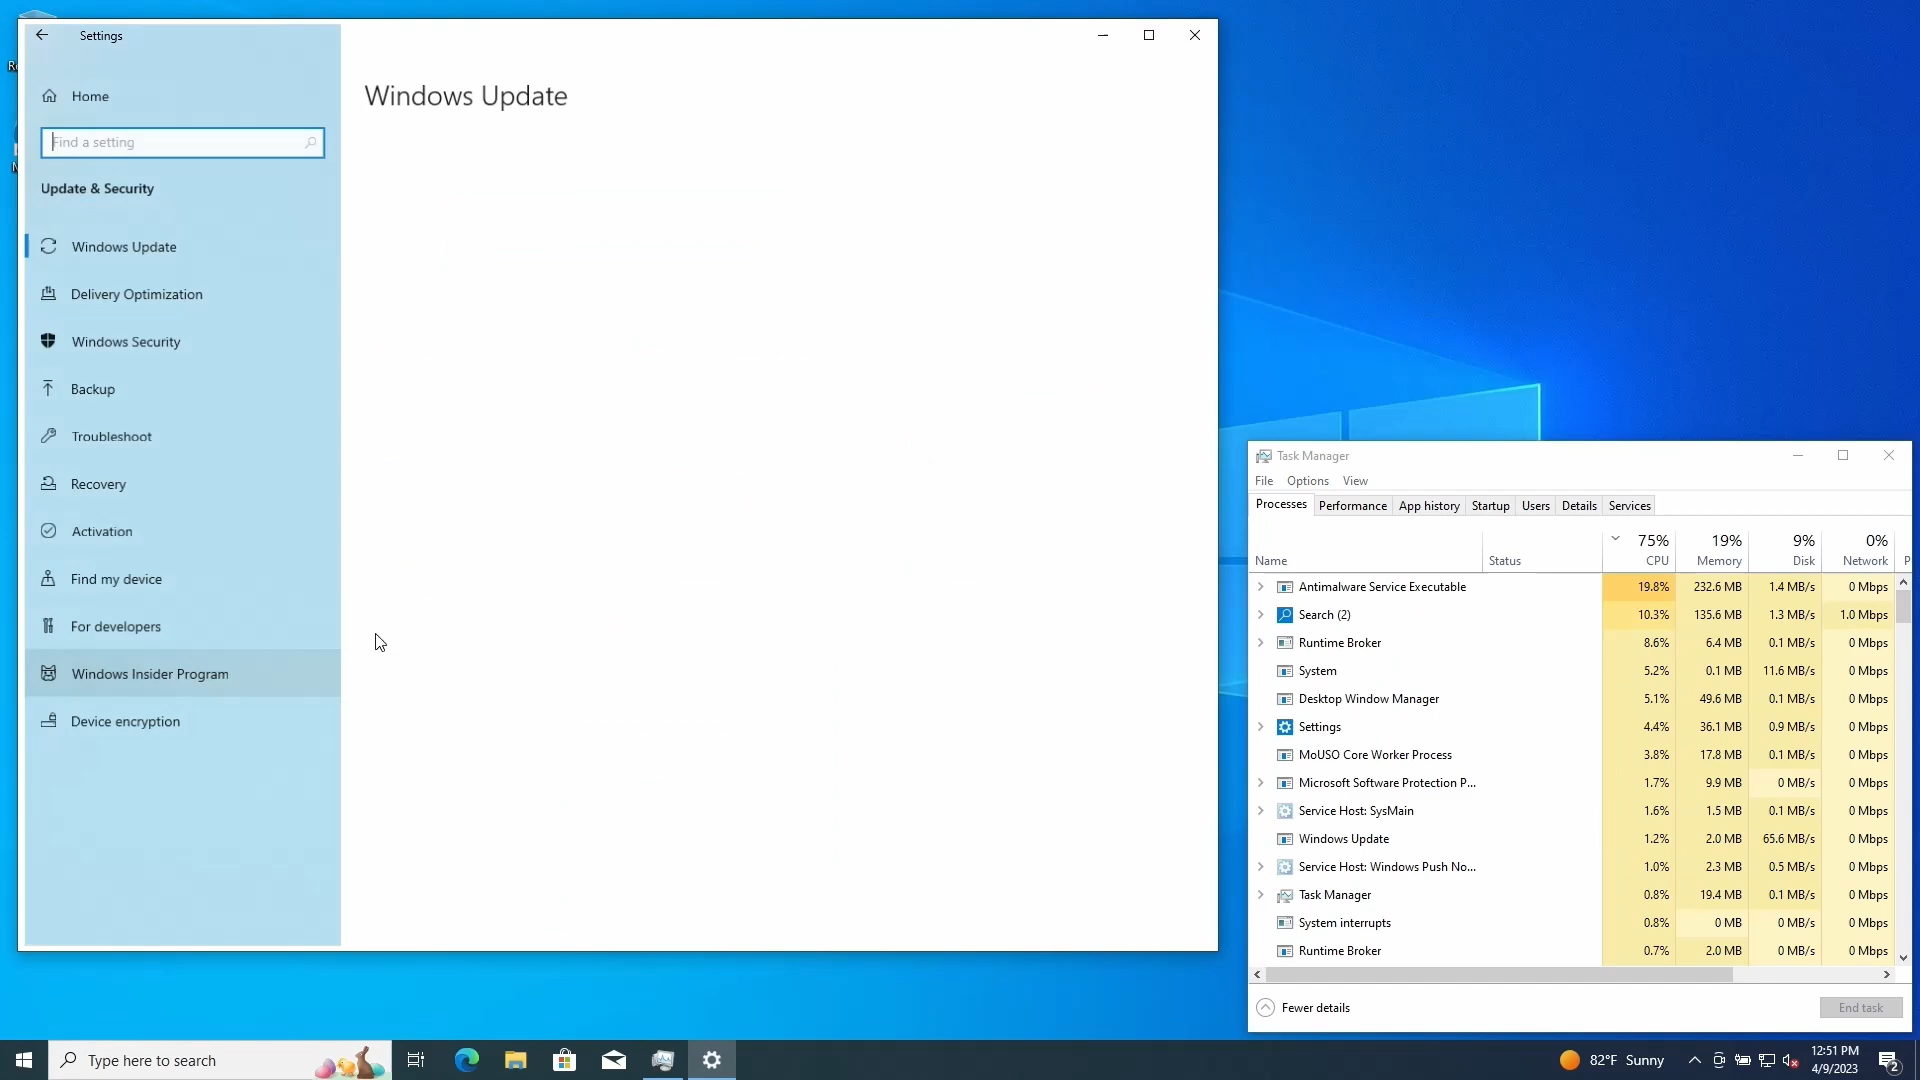 Settings
Home
Find a setting
Update & Security
Windows Update
Delivery Optimization
Windows Security
Backup
Troubleshoot
Recovery
Activation
Find my device
For developers
Windows Insider Program
Device encryption
Windows Update
Task Manager
File Options View
Processes Performance App history Startup Users Details Services
75% 19% 9% 0%
Name Status CPU Memory Disk Network P
Antimalware Service Executable 19.8% 232.6 MB 1.4 MB/s 0 Mbps
Search (2) 10.3% 135.6 MB 1.3 MB/s 1.0 Mbps
Runtime Broker 8.6% 6.4 MB 0.1 MB/s 0 Mbps
System 5.2% 0.1 MB 11.6 MB/s 0 Mbps
Desktop Window Manager 5.1% 49.6 MB 0.1 MB/s 0 Mbps
Settings 4.4% 36.1 MB 0.9 MB/s 0 Mbps
MoUSO Core Worker Process 3.8% 17.8 MB 0.1 MB/s 0 Mbps
Microsoft Software Protection P... 1.7% 9.9 MB 0 MB/s 0 Mbps
Service Host: SysMain 1.6% 1.5 MB 0.1 MB/s 0 Mbps
Windows Update 1.2% 2.0 MB 65.6 MB/s 0 Mbps
Service Host: Windows Push No... 1.0% 2.3 MB 0.5 MB/s 0 Mbps
Task Manager 0.8% 19.4 MB 0.1 MB/s 0 Mbps
System interrupts 0.8% 0 MB 0 MB/s 0 Mbps
Runtime Broker 0.7% 2.0 MB 0 MB/s 0 Mbps
Fewer details
End task
Type here to search
82°F Sunny
12:51 PM
4/9/2023
2